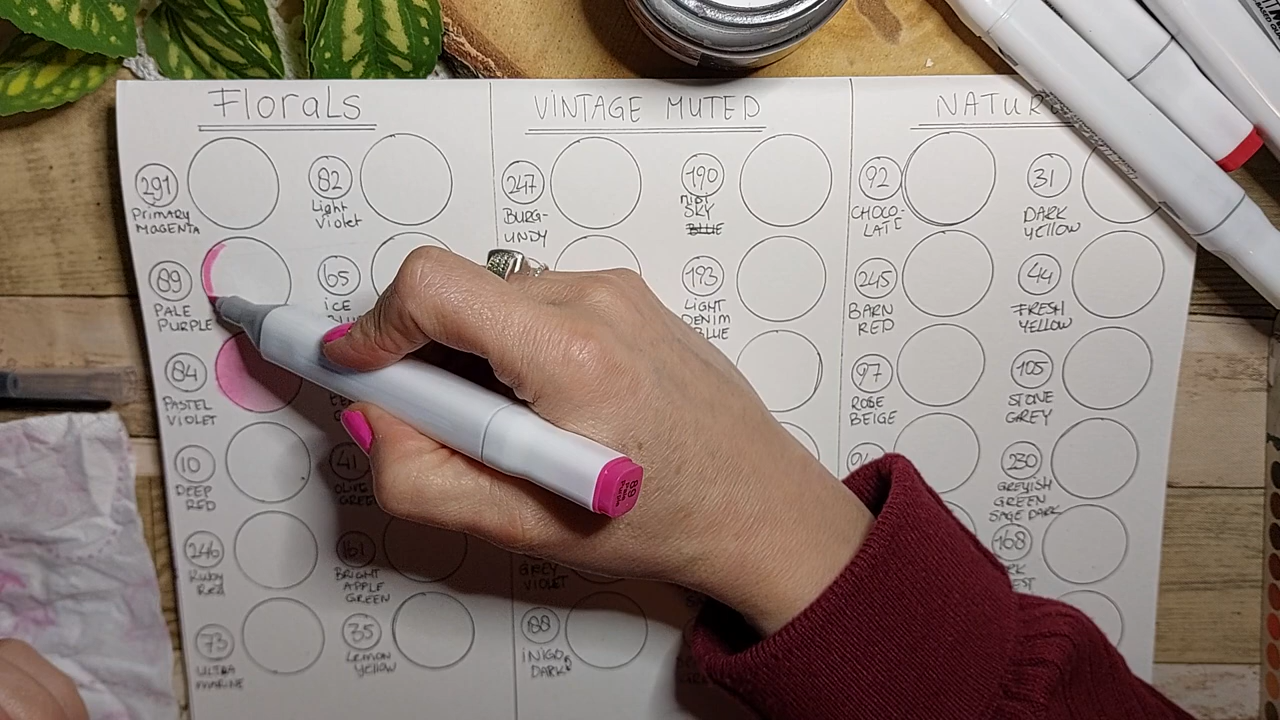 Florals
291
PRIMARY
MAGENTA
89
PALE
PURPLE
84
PASTEL
VIOLET
10
DEEP
RED
246
RUBY
RED
73
ULTRA
MARINE
82
Light
Violet
65
ICE
41
OLIVE
161
BRIGHT
APPLE
GREEN
35
LEMON
YELLOW
VINTAGE MUTED
247
BURG-
UNDY
GREY
VIOLET
88
INIGO
DARK
190
SKY
BLUE
193
LIGHT
DENIM
BLUE
NATUR
92
CHOCO-
LATE
245
BARN
RED
97
ROSE
BEIGE
31
DARK
YELLOW
44
FRESH
YELLOW
105
STONE
GREY
230
GREYISH
GREEN
SAGE DARK
168
89